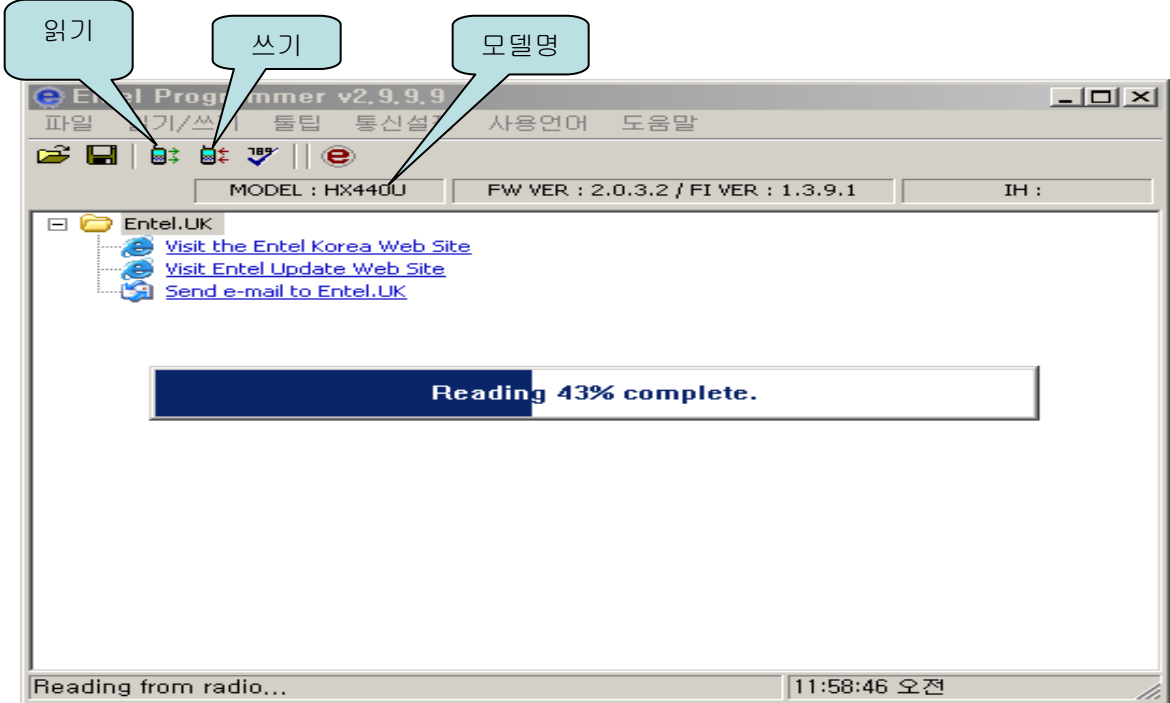 읽기
쓰기
모델명
Entel Programmer v2.9.9.9
파일 읽기/쓰기 툴팁 통신설정 사용언어 도움말
MODEL : HX440U FW VER : 2.0.3.2 / FI VER : 1.3.9.1 IH :
Entel.UK
Visit the Entel Korea Web Site
Visit Entel Update Web Site
Send e-mail to Entel.UK
Reading 43% complete.
Reading from radio... 11:58:46 오전